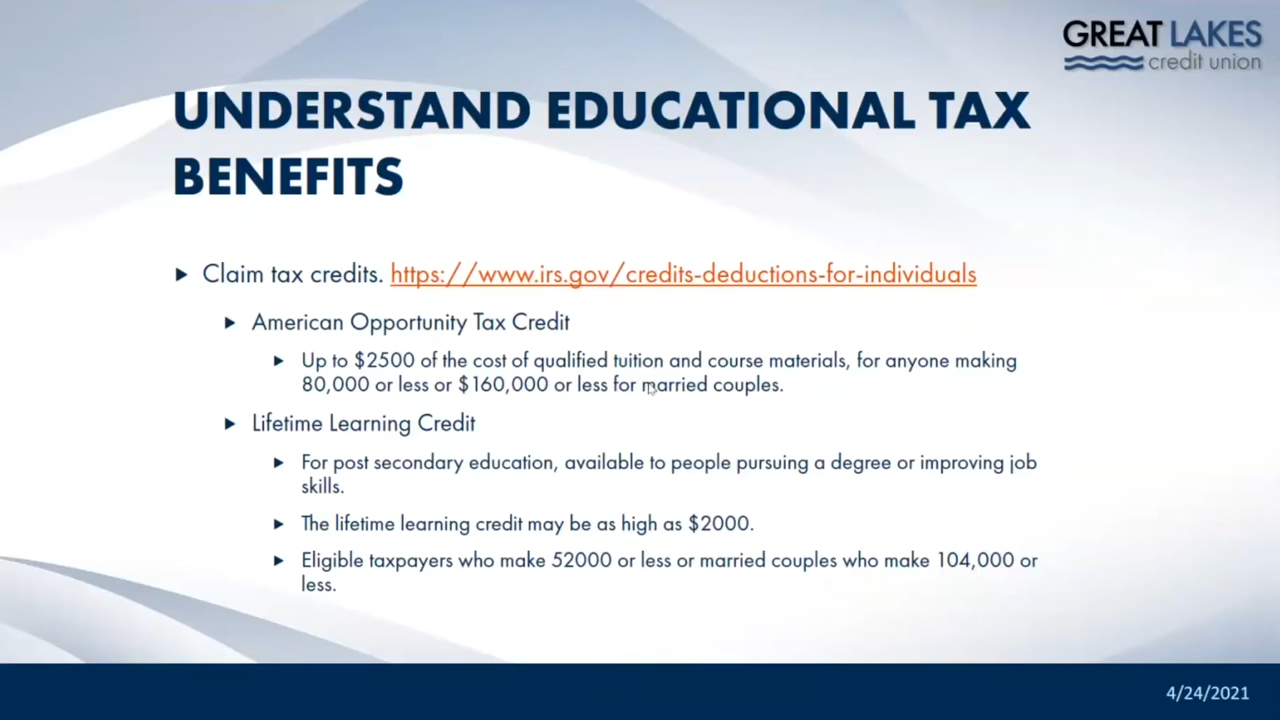 GREAT LAKES
credit union
UNDERSTAND EDUCATIONAL TAX
BENEFITS
Claim tax credits. https://www.irs.gov/credits-deductions-for-individuals
American Opportunity Tax Credit
Up to $2500 of the cost of qualified tuition and course materials, for anyone making
80,000 or less or $160,000 or less for married couples.
Lifetime Learning Credit
For post secondary education, available to people pursuing a degree or improving job
skills.
The lifetime learning credit may be as high as $2000.
Eligible taxpayers who make 52000 or less or married couples who make 104,000 or
less.
4/24/2021